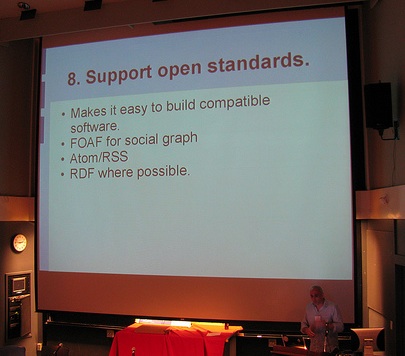 8. Support open standards.
• Makes it easy to build compatible
software.
• FOAF for social graph
• Atom/RSS
• RDF where possible.